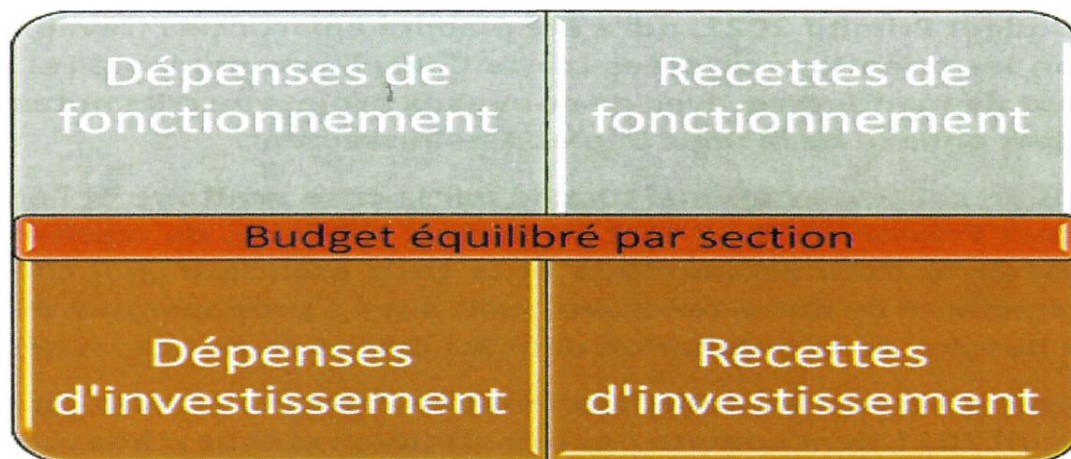 Dépenses de
fonctionnement
Recettes de
fonctionnement
Budget équilibré par section
Dépenses
d'investissement
Recettes
d'investissement